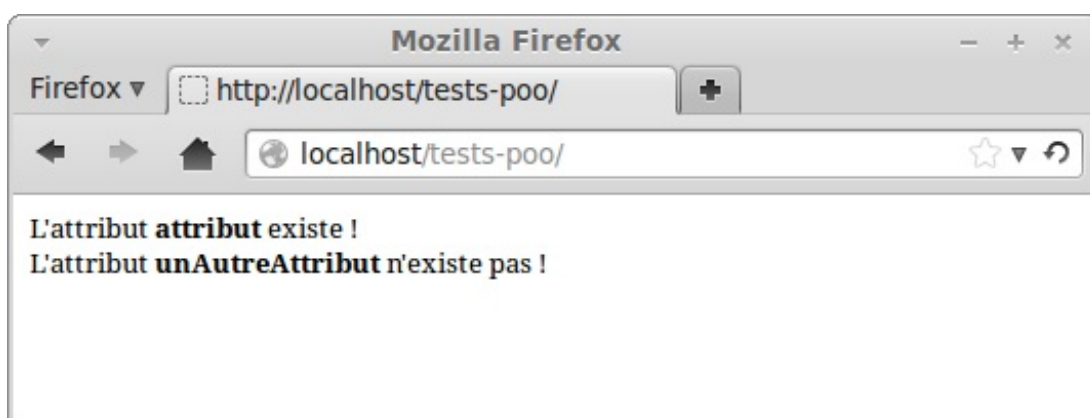 Mozilla Firefox
Firefox
http://localhost/tests-poo/
localhost/tests-poo/
L'attribut attribut existe !
L'attribut unAutreAttribut n'existe pas !